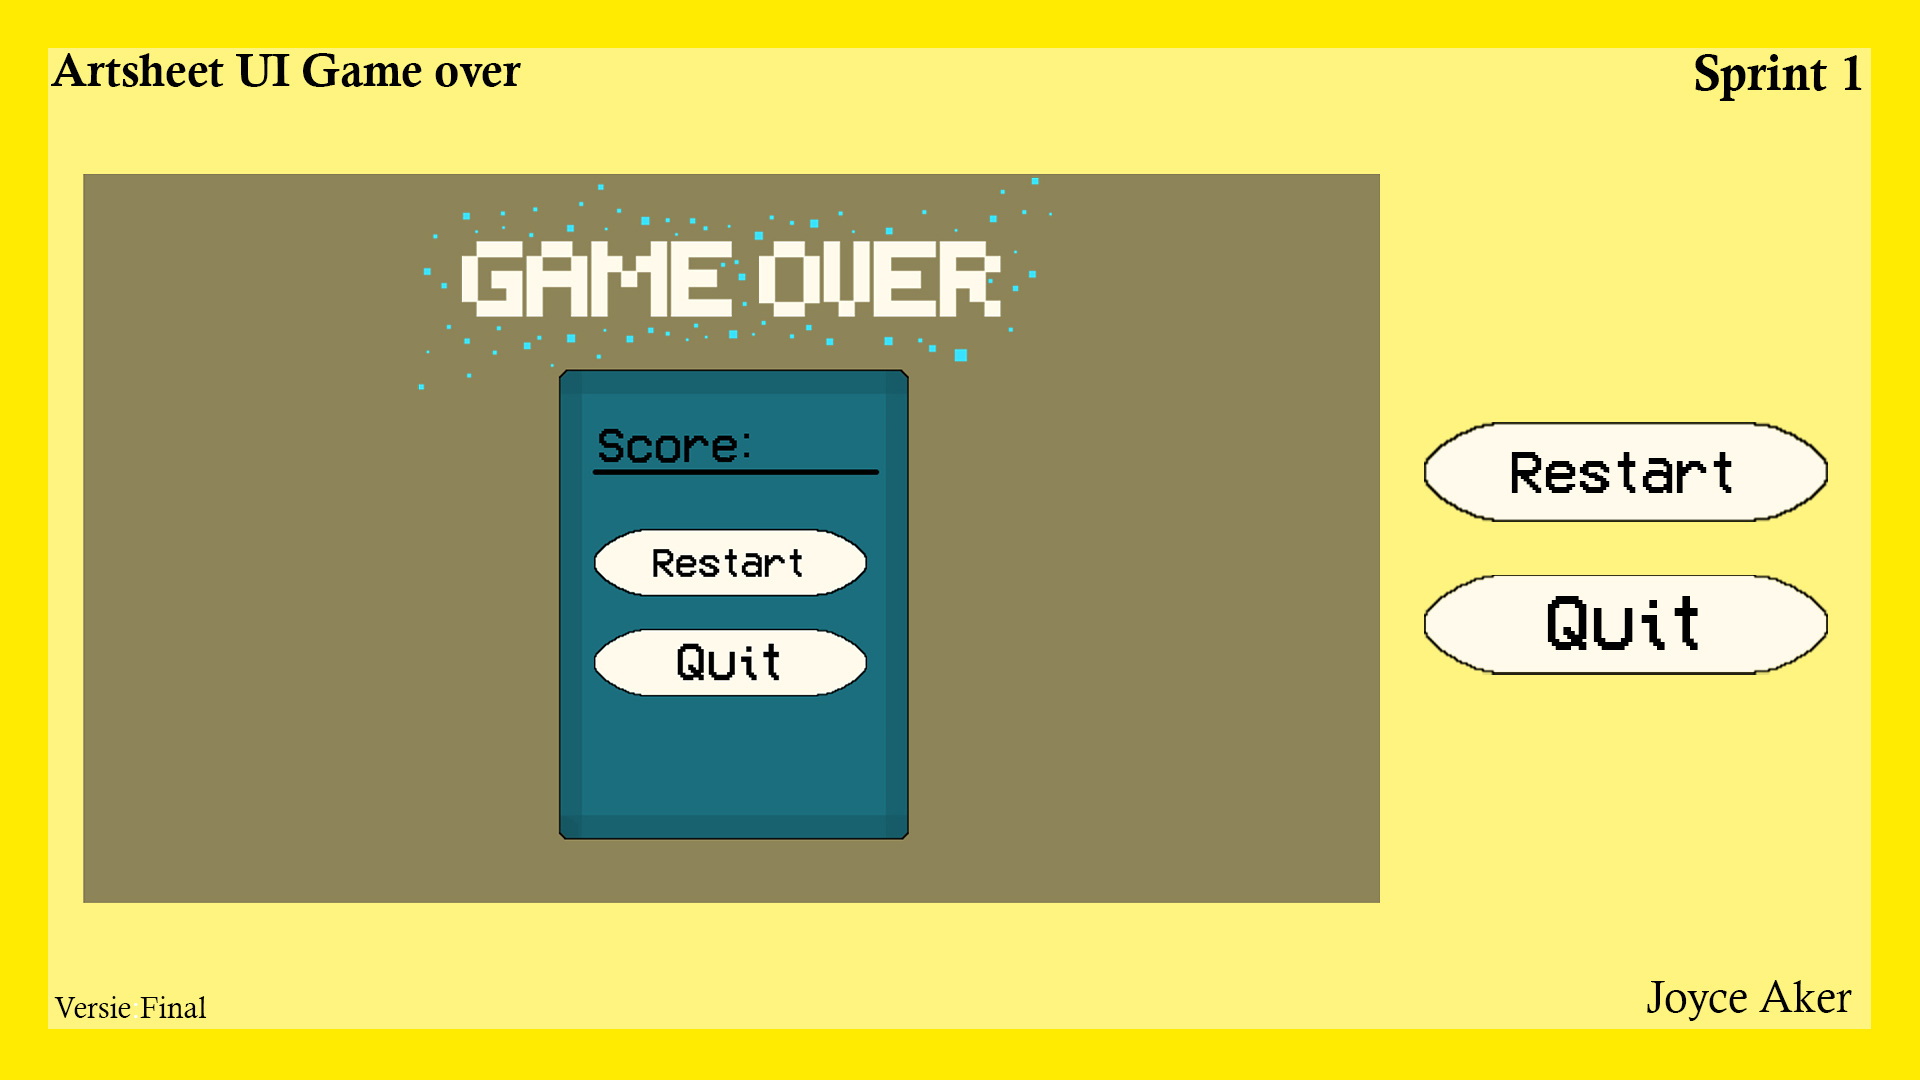 Artsheet UI Game over
Sprint 1
GAME OVER
Score:
Restart
Quit
Restart
Quit
Versie Final
Joyce Aker